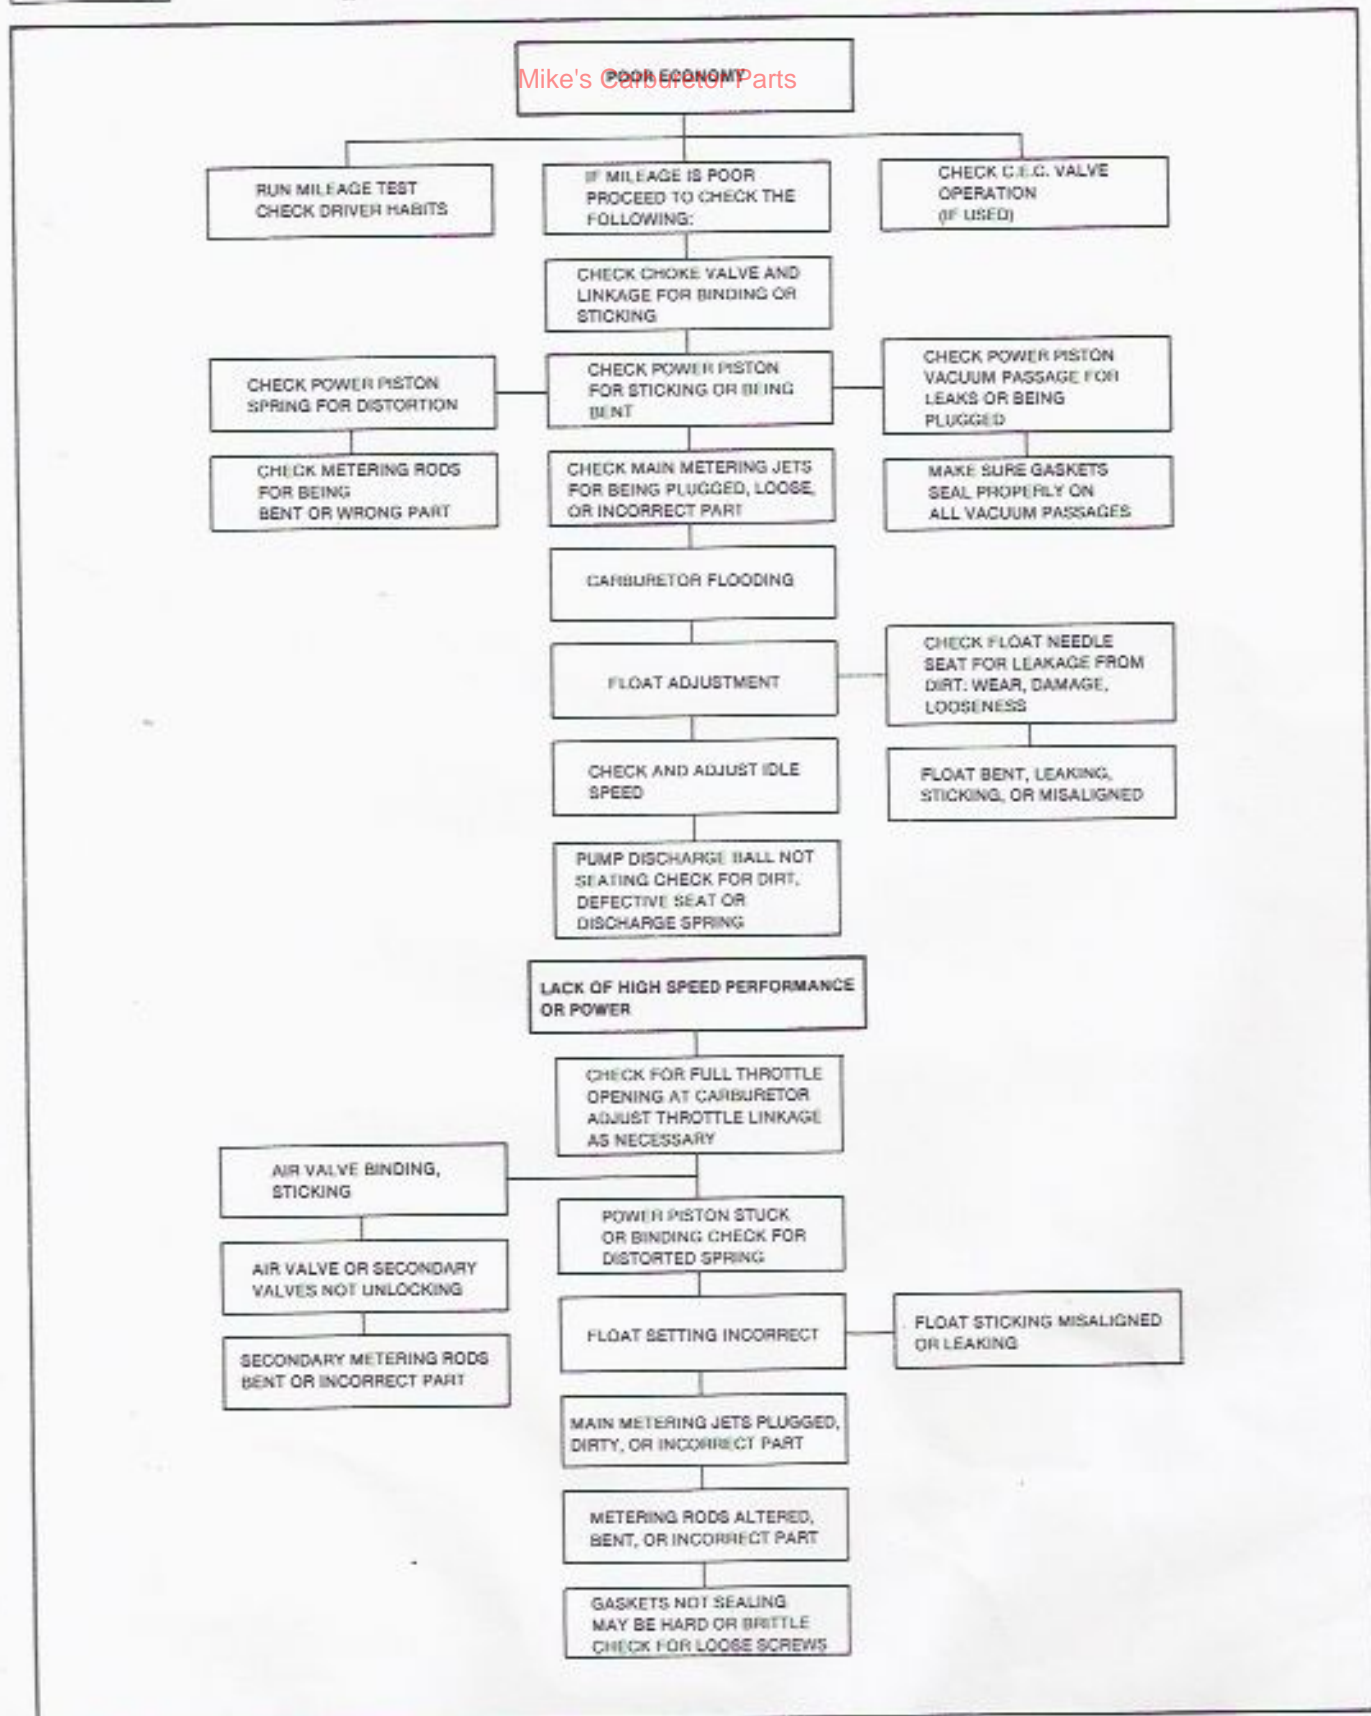 POOR ECONOMY
Mike's Carburetor Parts
RUN MILEAGE TEST
CHECK DRIVER HABITS
IF MILEAGE IS POOR
PROCEED TO CHECK THE
FOLLOWING:
CHECK C.E.C. VALVE
OPERATION
(IF USED)
CHECK CHOKE VALVE AND
LINKAGE FOR BINDING OR
STICKING
CHECK POWER PISTON
SPRING FOR DISTORTION
CHECK POWER PISTON
FOR STICKING OR BEING
BENT
CHECK POWER PISTON
VACUUM PASSAGE FOR
LEAKS OR BEING
PLUGGED
CHECK METERING RODS
FOR BEING
BENT OR WRONG PART
CHECK MAIN METERING JETS
FOR BEING PLUGGED, LOOSE,
OR INCORRECT PART
MAKE SURE GASKETS
SEAL PROPERLY ON
ALL VACUUM PASSAGES
CARBURETOR FLOODING
FLOAT ADJUSTMENT
CHECK FLOAT NEEDLE
SEAT FOR LEAKAGE FROM
DIRT: WEAR, DAMAGE,
LOOSENESS
CHECK AND ADJUST IDLE
SPEED
FLOAT BENT, LEAKING,
STICKING, OR MISALIGNED
PUMP DISCHARGE BALL NOT
SEATING CHECK FOR DIRT,
DEFECTIVE SEAT OR
DISCHARGE SPRING
LACK OF HIGH SPEED PERFORMANCE
OR POWER
CHECK FOR FULL THROTTLE
OPENING AT CARBURETOR
ADJUST THROTTLE LINKAGE
AS NECESSARY
AIR VALVE BINDING,
STICKING
POWER PISTON STUCK
OR BINDING CHECK FOR
DISTORTED SPRING
AIR VALVE OR SECONDARY
VALVES NOT UNLOCKING
FLOAT SETTING INCORRECT
FLOAT STICKING MISALIGNED
OR LEAKING
SECONDARY METERING RODS
BENT OR INCORRECT PART
MAIN METERING JETS PLUGGED,
DIRTY, OR INCORRECT PART
METERING RODS ALTERED,
BENT, OR INCORRECT PART
GASKETS NOT SEALING
MAY BE HARD OR BRITTLE
CHECK FOR LOOSE SCREWS